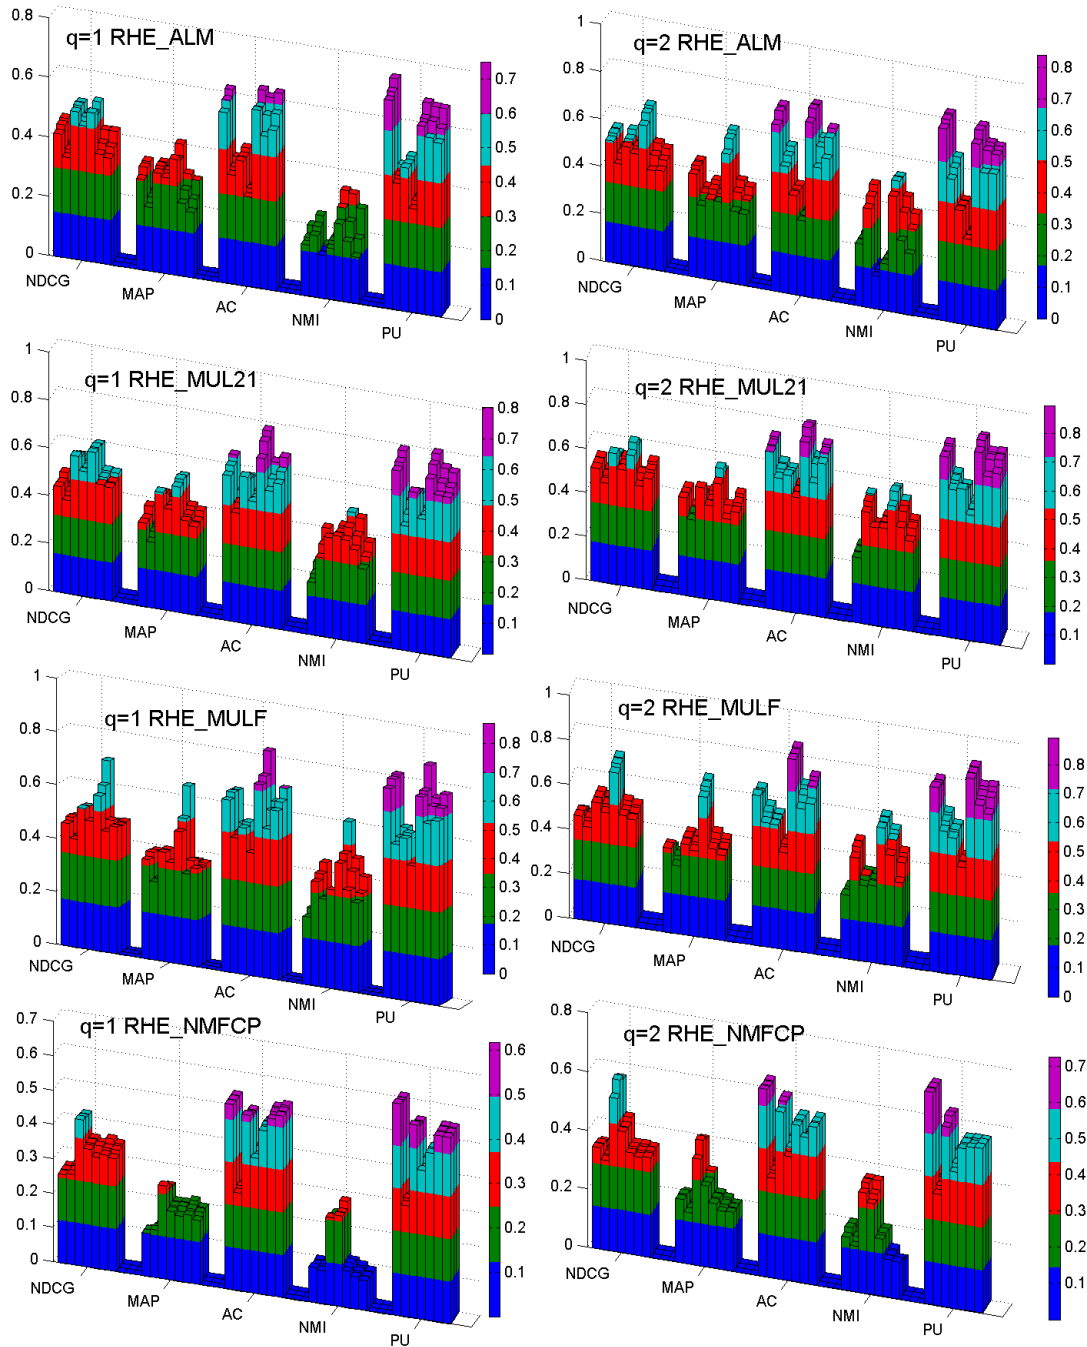 q=1 RHE_ALM
0.8
0.6
0.4
0.2
0
NDCG
MAP
AC
NMI
PU
0.7
0.6
0.5
0.4
0.3
0.2
0.1
0
q=2 RHE_ALM
1
0.8
0.6
0.4
0.2
0
NDCG
MAP
AC
NMI
PU
0.8
0.7
0.6
0.5
0.4
0.3
0.2
0.1
0
q=1 RHE_MUL21
1
0.8
0.6
0.4
0.2
0
NDCG
MAP
AC
NMI
PU
0.8
0.7
0.6
0.5
0.4
0.3
0.2
0.1
q=2 RHE_MUL21
1
0.8
0.6
0.4
0.2
0
NDCG
MAP
AC
NMI
PU
0.8
0.7
0.6
0.5
0.4
0.3
0.2
0.1
q=1 RHE_MULF
1
0.8
0.6
0.4
0.2
0
NDCG
MAP
AC
NMI
PU
0.8
0.7
0.6
0.5
0.4
0.3
0.2
0.1
0
q=2 RHE_MULF
1
0.8
0.6
0.4
0.2
0
NDCG
MAP
AC
NMI
PU
0.8
0.7
0.6
0.5
0.4
0.3
0.2
0.1
0
q=1 RHE_NMFCP
0.7
0.6
0.5
0.4
0.3
0.2
0.1
0
NDCG
MAP
AC
NMI
PU
0.6
0.5
0.4
0.3
0.2
0.1
q=2 RHE_NMFCP
0.8
0.6
0.4
0.2
0
NDCG
MAP
AC
NMI
PU
0.7
0.6
0.5
0.4
0.3
0.2
0.1